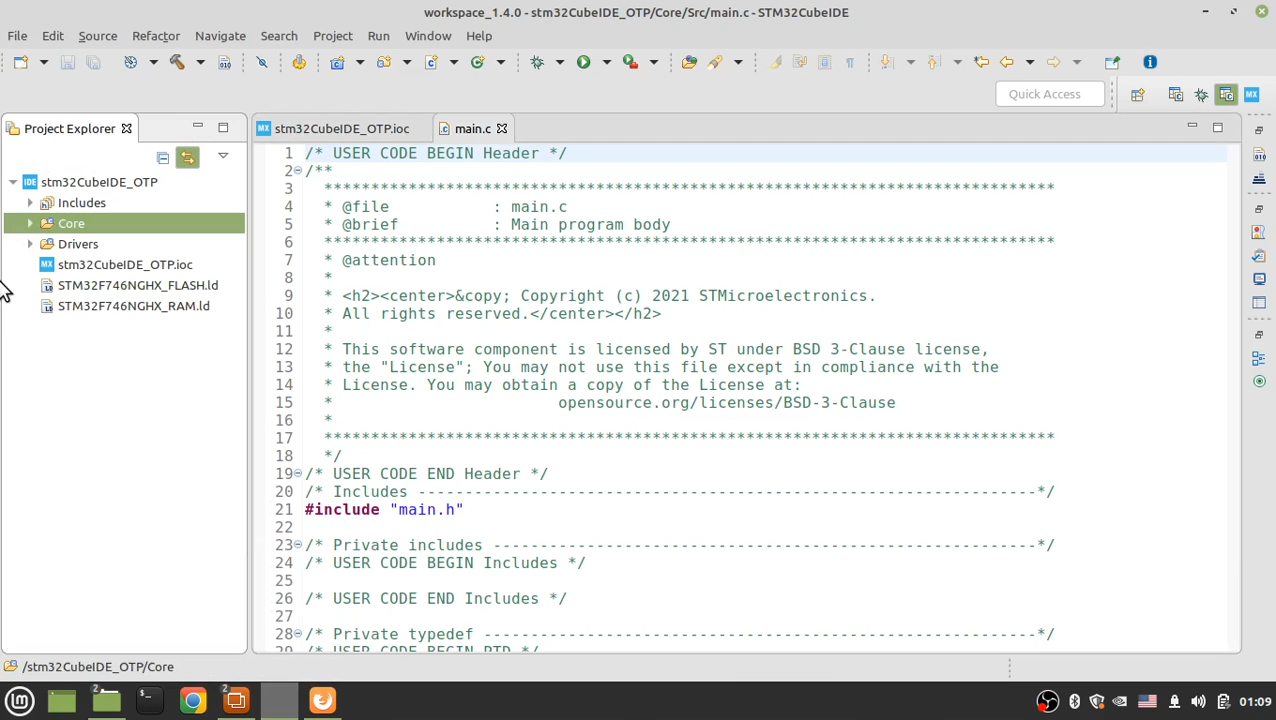 workspace_1.4.0 - stm32CubeIDE_OTP/Core/Src/main.c - STM32CubeIDE
File Edit Source Refactor Navigate Search Project Run Window Help
Quick Access
Project Explorer
stm32CubeIDE_OTP.ioc
main.c
IDE stm32CubeIDE_OTP
Includes
Core
Drivers
MX stm32CubeIDE_OTP.ioc
STM32F746NGHX_FLASH.ld
STM32F746NGHX_RAM.ld
1 /* USER CODE BEGIN Header */
2 /**
3 ******************************************************************************
4 * @file : main.c
5 * @brief : Main program body
6 ******************************************************************************
7 * @attention
8 *
9 * <h2><center>&copy; Copyright (c) 2021 STMicroelectronics.
10 * All rights reserved.</center></h2>
11 *
12 * This software component is licensed by ST under BSD 3-Clause license,
13 * the "License"; You may not use this file except in compliance with the
14 * License. You may obtain a copy of the License at:
15 * opensource.org/licenses/BSD-3-Clause
16 *
17 ******************************************************************************
18 */
19 /* USER CODE END Header */
20 /* Includes ------------------------------------------------------------------*/
21 #include "main.h"
22
23 /* Private includes ----------------------------------------------------------*/
24 /* USER CODE BEGIN Includes */
25
26 /* USER CODE END Includes */
27
28 /* Private typedef -----------------------------------------------------------*/
29 /* USER CODE BEGIN PTD */
/stm32CubeIDE_OTP/Core
01:09